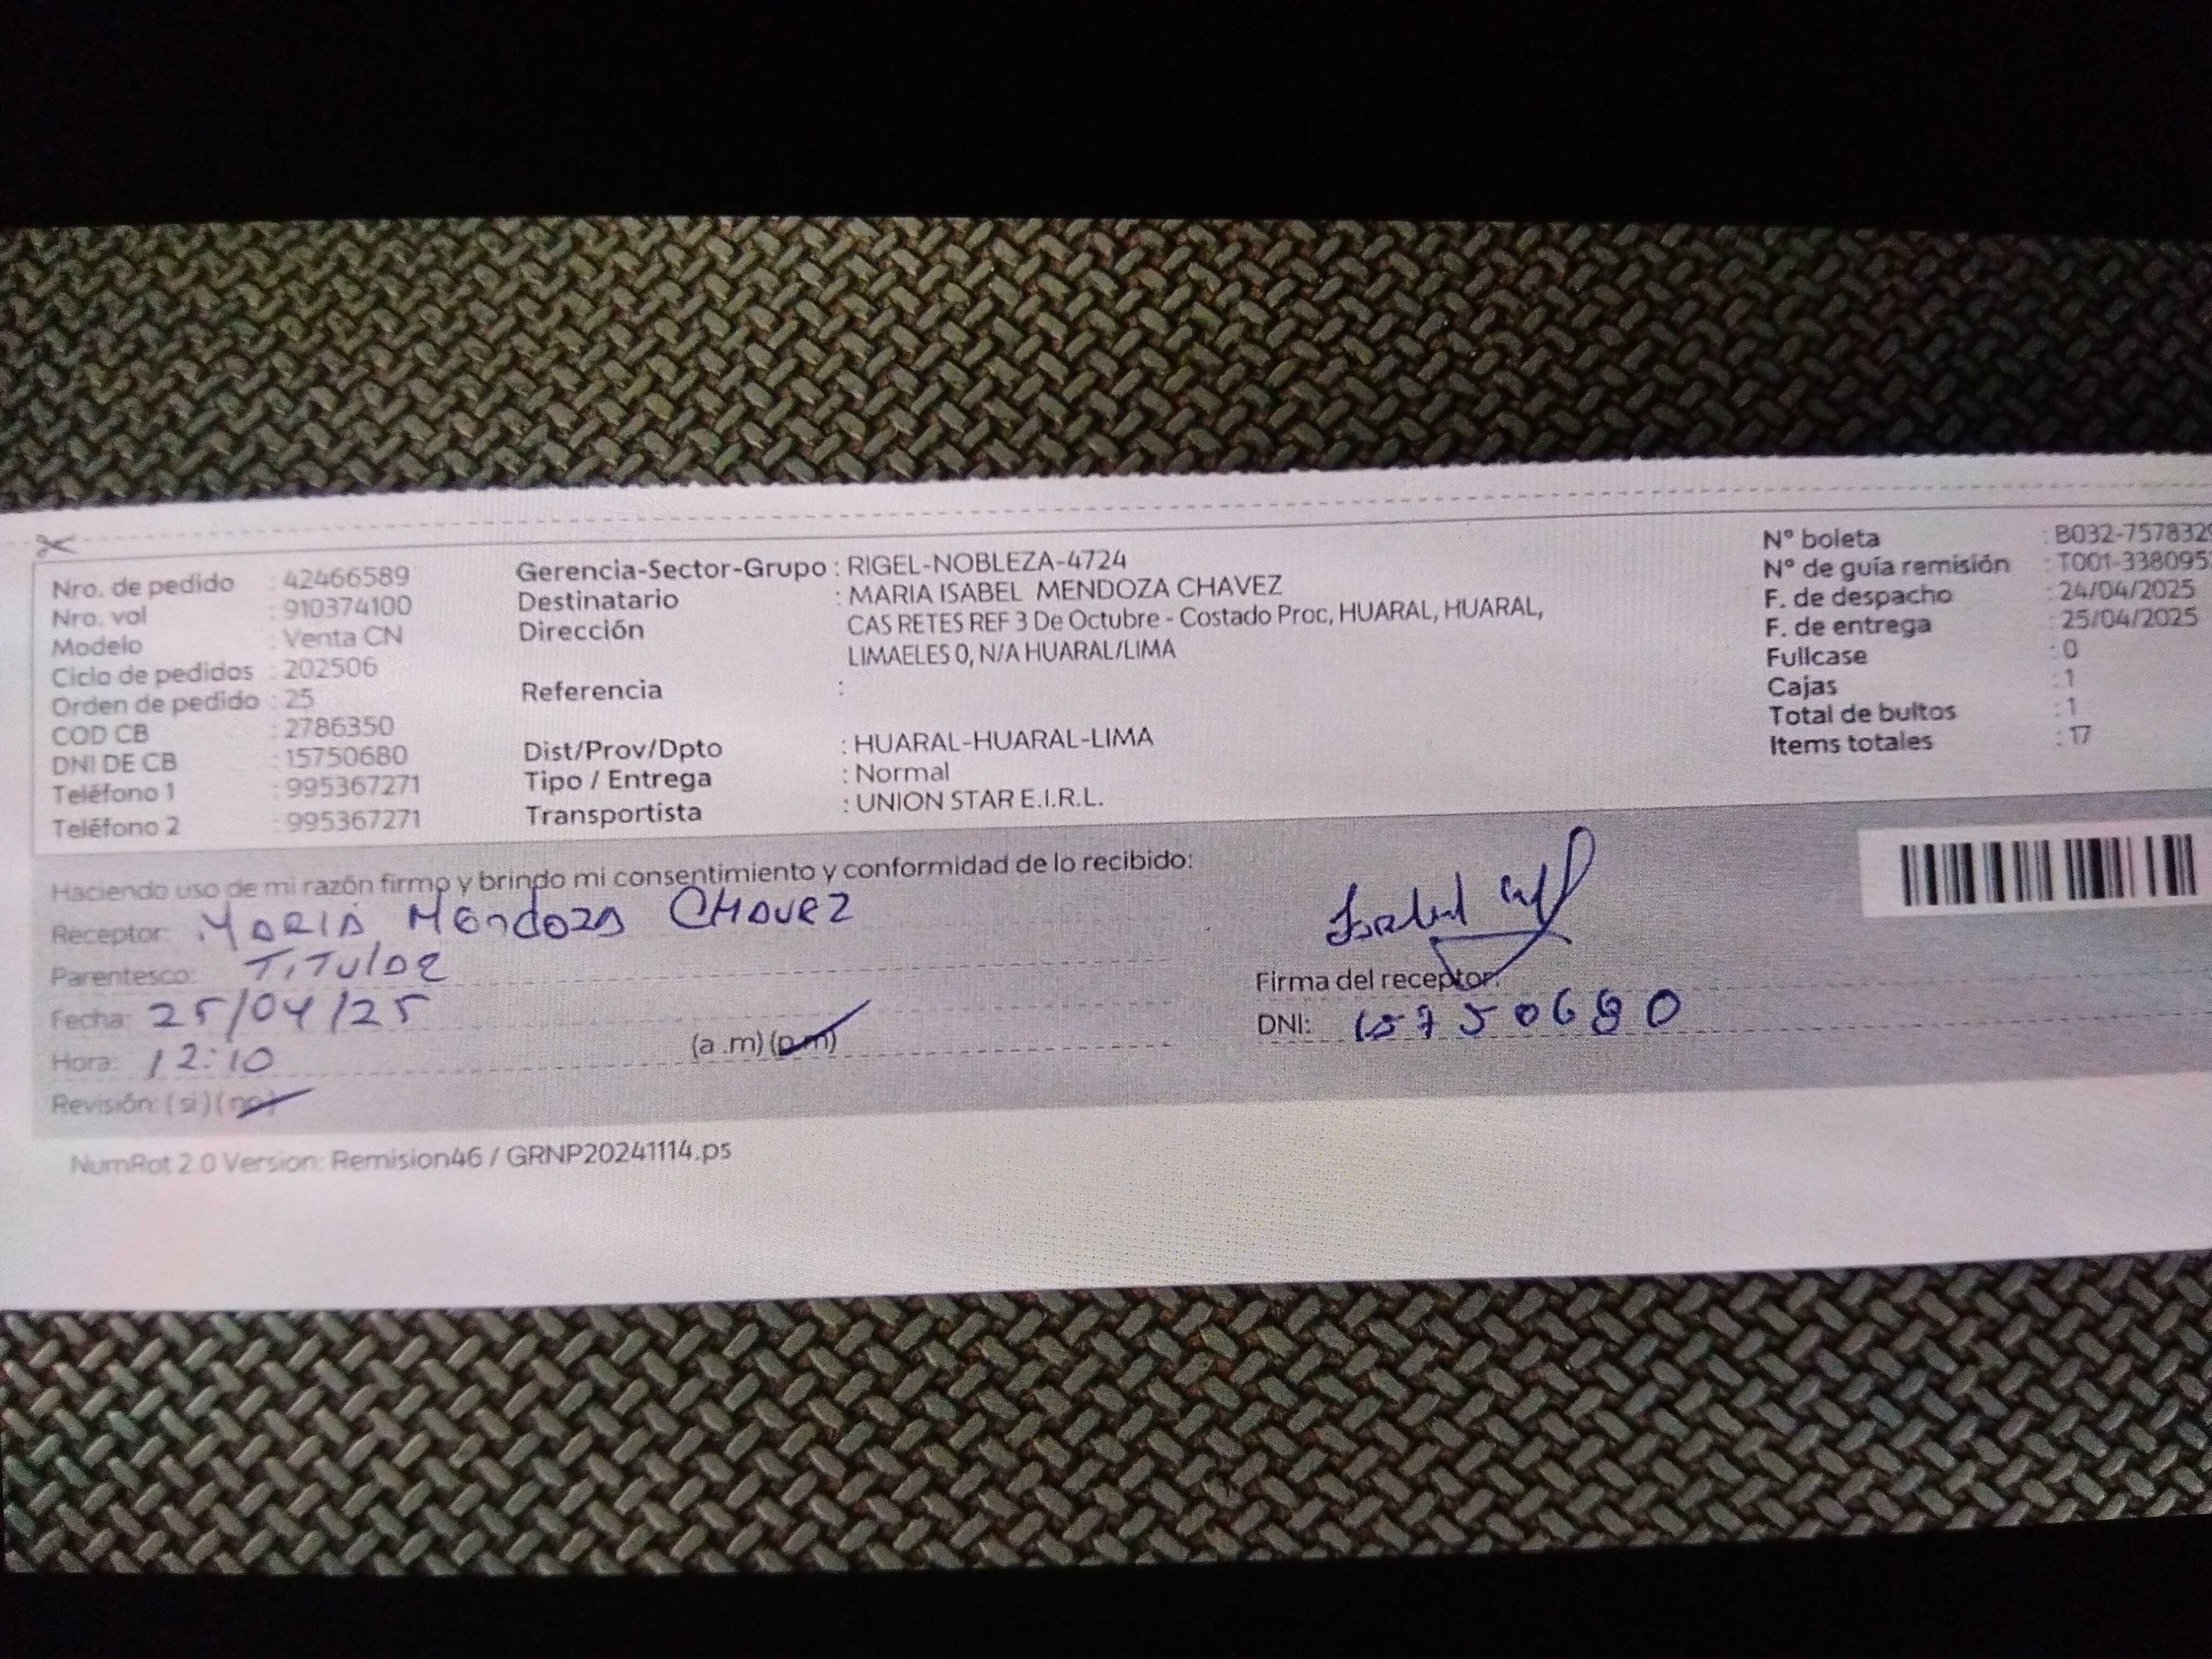 Nro. de pedido : 42466589
Nro. vol : 910374100
Modelo : Venta CN
Ciclo de pedidos : 202506
Orden de pedido : 25
COD CB : 2786350
DNI DE CB : 15750680
Teléfono 1 : 995367271
Teléfono 2 : 995367271
Gerencia-Sector-Grupo : RIGEL-NOBLEZA-4724
Destinatario : MARIA ISABEL MENDOZA CHAVEZ
Dirección CAS RETES REF 3 De Octubre - Costado Proc, HUARAL, HUARAL,
LIMAELES 0, N/A HUARAL/LIMA
Referencia :
Dist/Prov/Dpto : HUARAL-HUARAL-LIMA
Tipo / Entrega : Normal
Transportista : UNION STAR E.I.R.L.
N° boleta : B032-7578329
N° de guía remisión : T001-338095
F. de despacho : 24/04/2025
F. de entrega : 25/04/2025
Fullcase : 0
Cajas : 1
Total de bultos : 1
Items totales : 17
Haciendo uso de mi razón firmo y brindo mi consentimiento y conformidad de lo recibido:
Receptor: MARIA Mendoza CHavez
Parentesco: TiTulaR
Fecha: 25/04/25
Hora: 12:10 (a .m) (p.m)
Revisión: (si) (no)
Isabel
Firma del receptor:
DNI: 15750680
NumRot 2.0 Version: Remision46 / GRNP20241114.ps